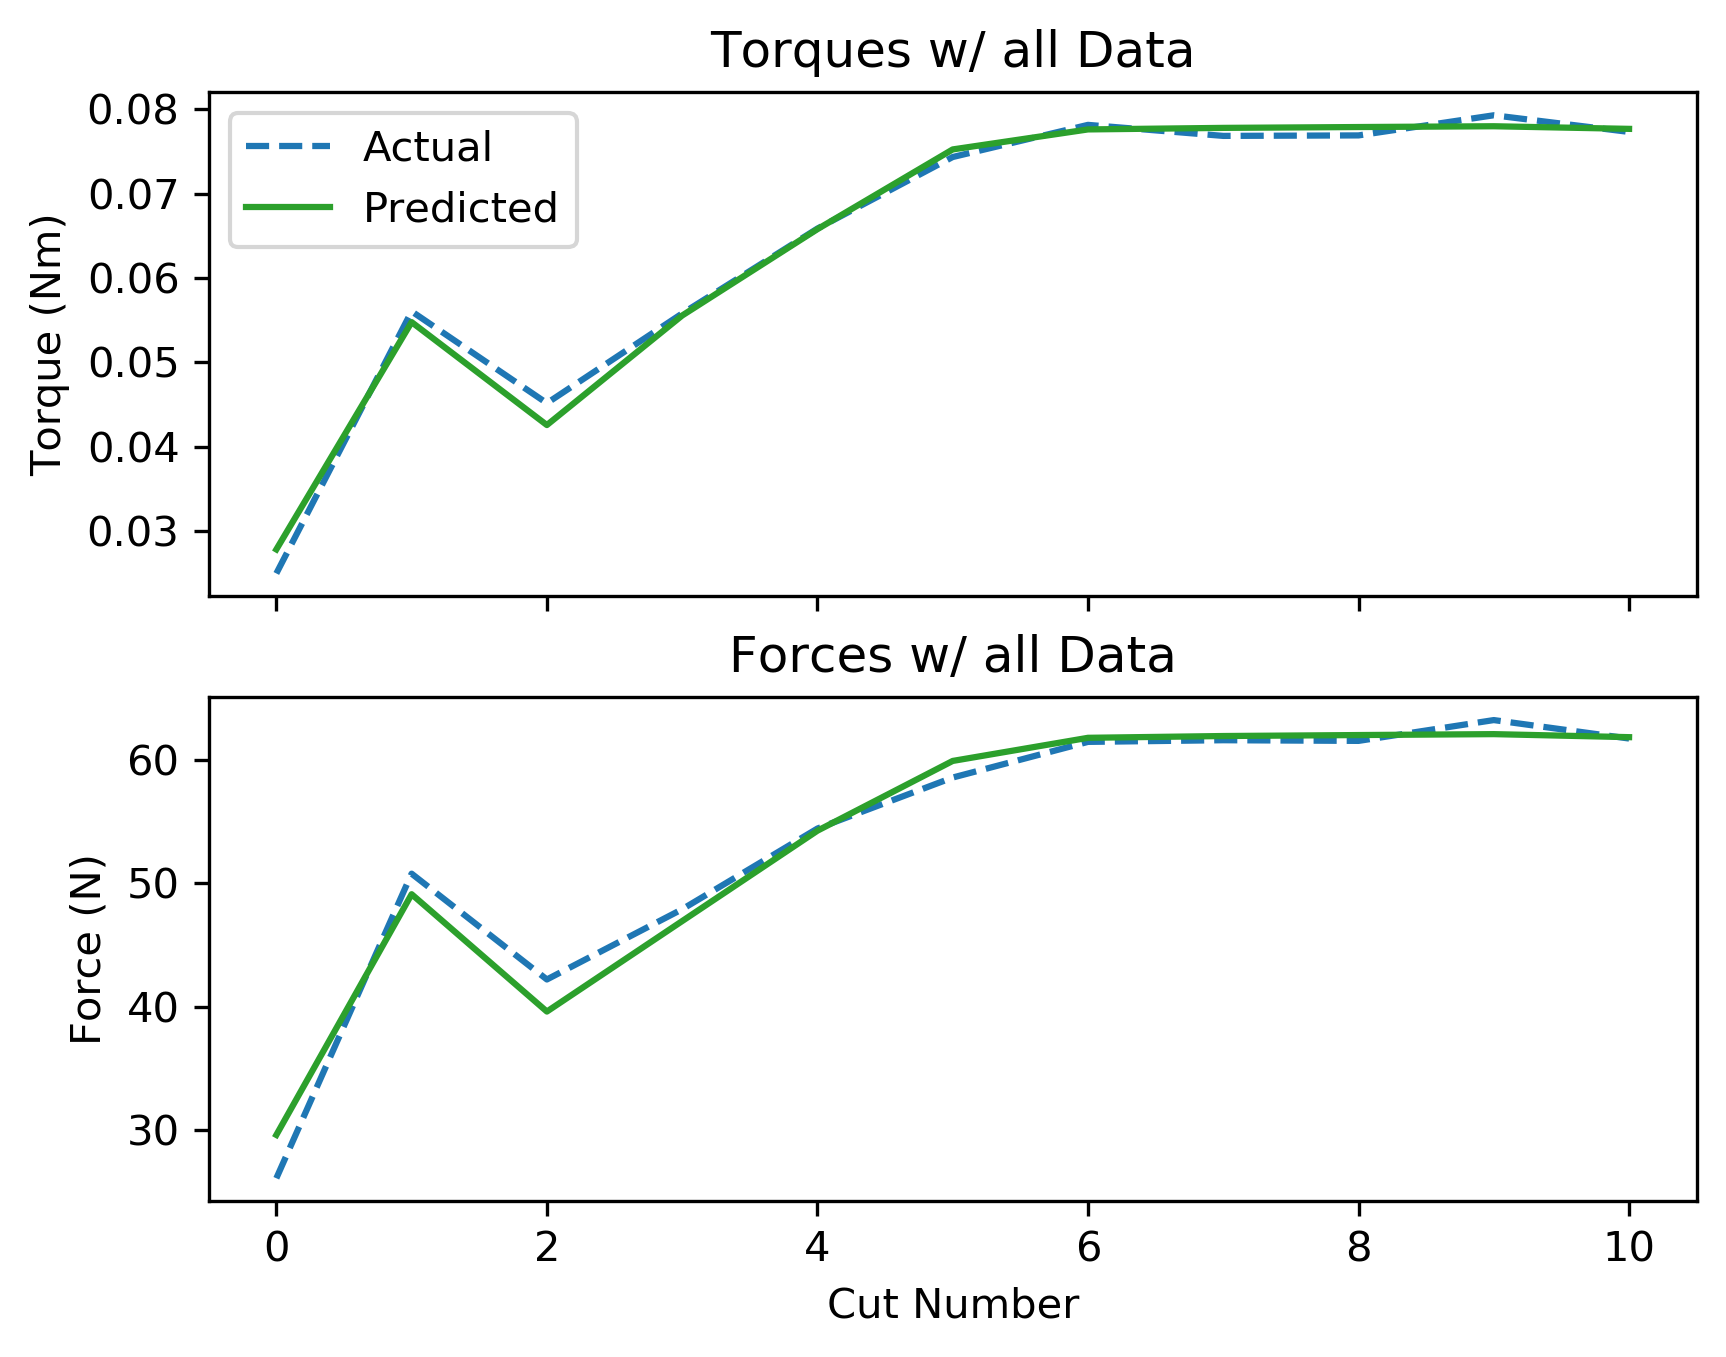 Torques w/ all Data
0.08
0.07
0.06
0.05
0.04
0.03
Torque (Nm)
Actual
Predicted
Forces w/ all Data
60
50
40
30
Force (N)
0 2 4 6 8 10
Cut Number